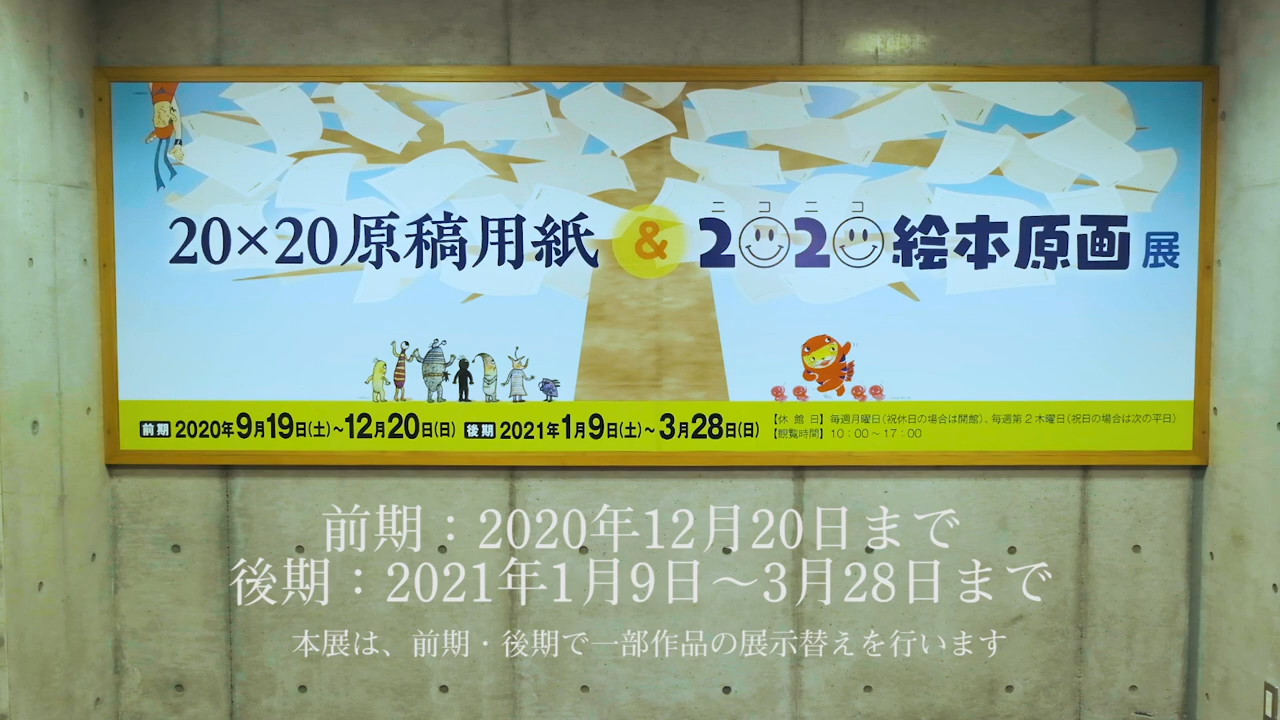 ニコニコ
20×20原稿用紙 & 2020絵本原画展
前期 2020年9月19日(土)~12月20日(日) 後期 2021年1月9日(土)~3月28日(日)
【休館日】毎週月曜日(祝休日の場合は開館)、毎週第2木曜日(祝日の場合は次の平日)
【観覧時間】10:00~17:00
前期:2020年12月20日まで
後期:2021年1月9日~3月28日まで
本展は、前期・後期で一部作品の展示替えを行います